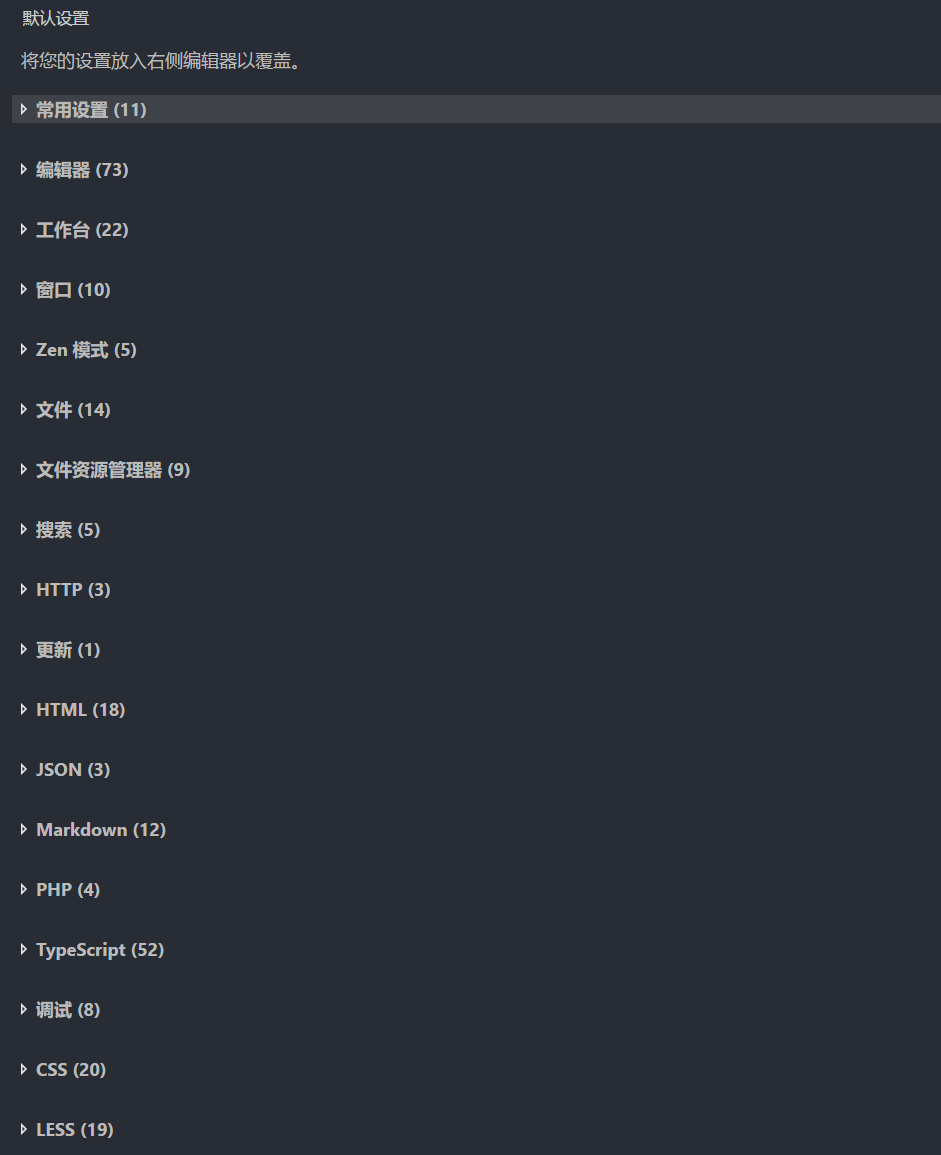 默认设置
将您的设置放入右侧编辑器以覆盖。
常用设置 (11)
编辑器 (73)
工作台 (22)
窗口 (10)
Zen 模式 (5)
文件 (14)
文件资源管理器 (9)
搜索 (5)
HTTP (3)
更新 (1)
HTML (18)
JSON (3)
Markdown (12)
PHP (4)
TypeScript (52)
调试 (8)
CSS (20)
LESS (19)